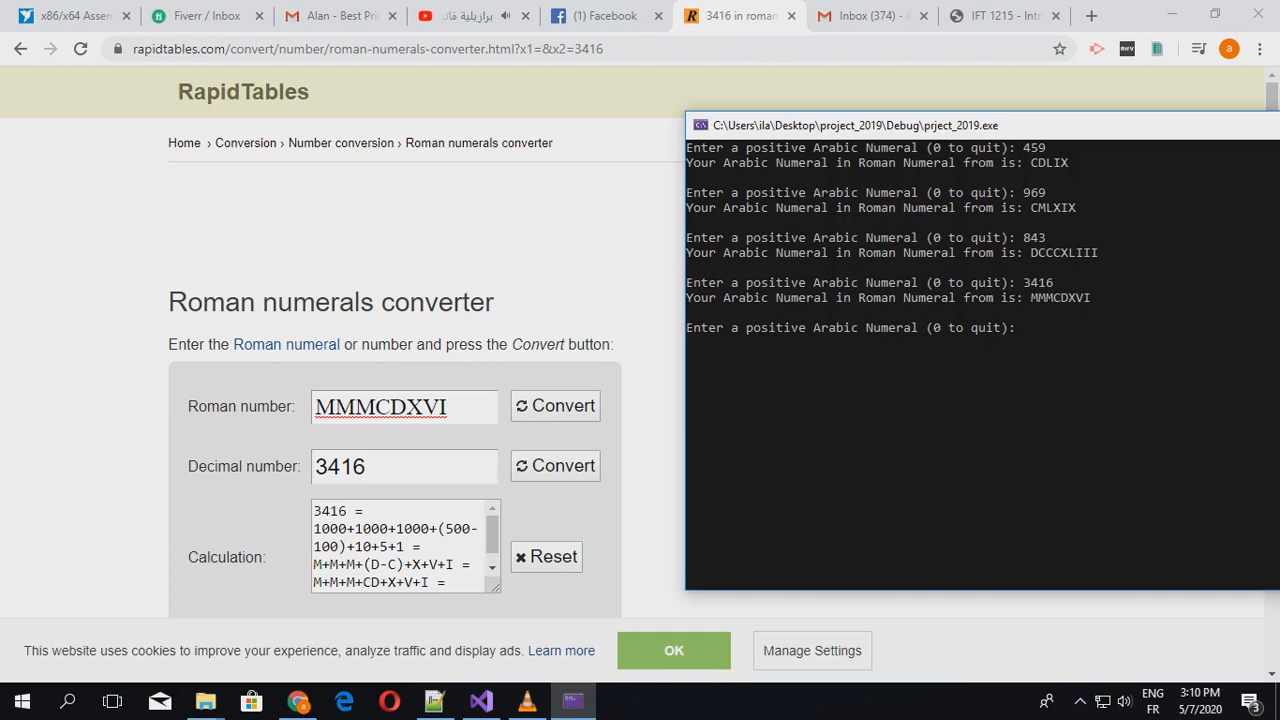 x86/x64 Assem
Fiverr / Inbox
Alan - Best Pri
برازيلية فات
(1) Facebook
3416 in roman
Inbox (374) - i
IFT 1215 - Intr
rapidtables.com/convert/number/roman-numerals-converter.html?x1=&x2=3416
RapidTables
Home › Conversion › Number conversion › Roman numerals converter
Roman numerals converter
Enter the Roman numeral or number and press the Convert button:
Roman number: MMMCDXVI Convert
Decimal number: 3416 Convert
Calculation:
3416 =
1000+1000+1000+(500-
100)+10+5+1 =
M+M+M+(D-C)+X+V+I =
M+M+M+CD+X+V+I =
Reset
C:\Users\ila\Desktop\project_2019\Debug\prject_2019.exe
Enter a positive Arabic Numeral (0 to quit): 459
Your Arabic Numeral in Roman Numeral from is: CDLIX
Enter a positive Arabic Numeral (0 to quit): 969
Your Arabic Numeral in Roman Numeral from is: CMLXIX
Enter a positive Arabic Numeral (0 to quit): 843
Your Arabic Numeral in Roman Numeral from is: DCCCXLIII
Enter a positive Arabic Numeral (0 to quit): 3416
Your Arabic Numeral in Roman Numeral from is: MMMCDXVI
Enter a positive Arabic Numeral (0 to quit):
This website uses cookies to improve your experience, analyze traffic and display ads. Learn more
OK
Manage Settings
ENG
FR
3:10 PM
5/7/2020
3